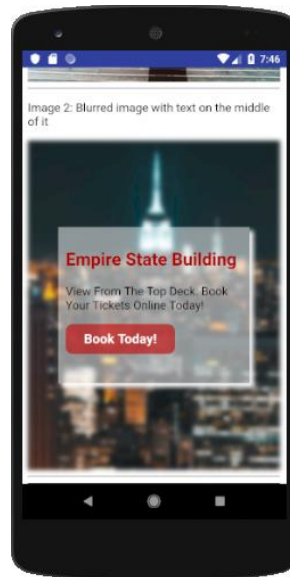 7:46
Image 2: Blurred image with text on the middle
of it
Empire State Building
View From The Top Deck. Book
Your Tickets Online Today!
Book Today!